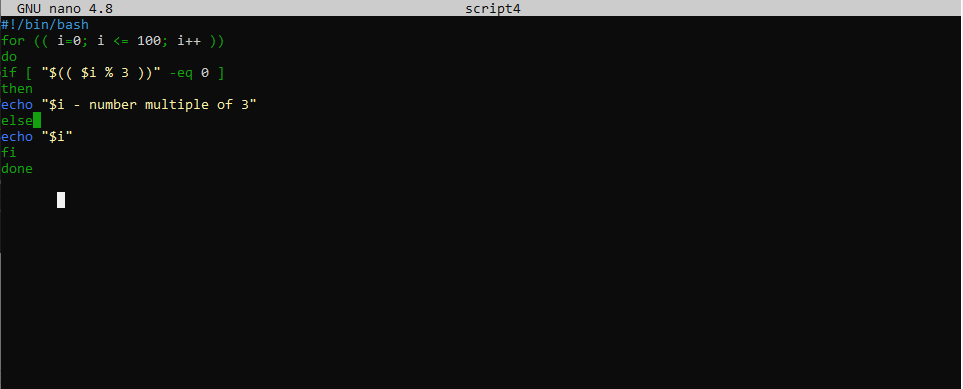 GNU nano 4.8 script4
#!/bin/bash
for (( i=0; i <= 100; i++ ))
do
if [ "$(( $i % 3 ))" -eq 0 ]
then
echo "$i - number multiple of 3"
else
echo "$i"
fi
done